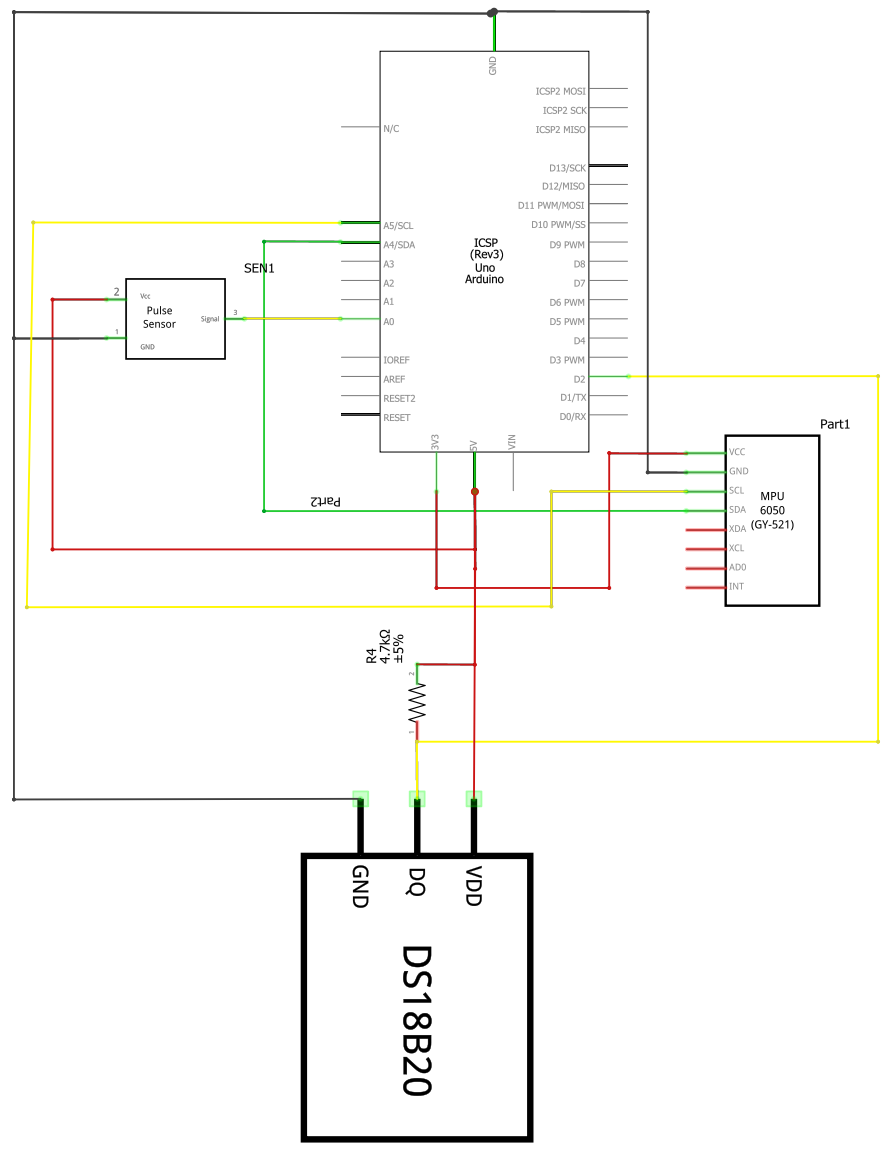 GND
ICSP2 MOSI
ICSP2 SCK
ICSP2 MISO
N/C
D13/SCK
D12/MISO
D11 PWM/MOSI
A5/SCL
D10 PWM/SS
A4/SDA
D9 PWM
ICSP
(Rev3)
Uno
Arduino
SEN1
A3
D8
A2
D7
A1
D6 PWM
A0
D5 PWM
D4
IOREF
D3 PWM
AREF
D2
RESET2
D1/TX
RESET
D0/RX
2
Vcc
Pulse
Sensor
Signal
3
1
GND
3V3
5V
VIN
Part1
VCC
GND
SCL
SDA
XDA
XCL
AD0
INT
MPU
6050
(GY-521)
Part2
R4
4.7kΩ
±5%
2
1
GND
DQ
VDD
DS18B20